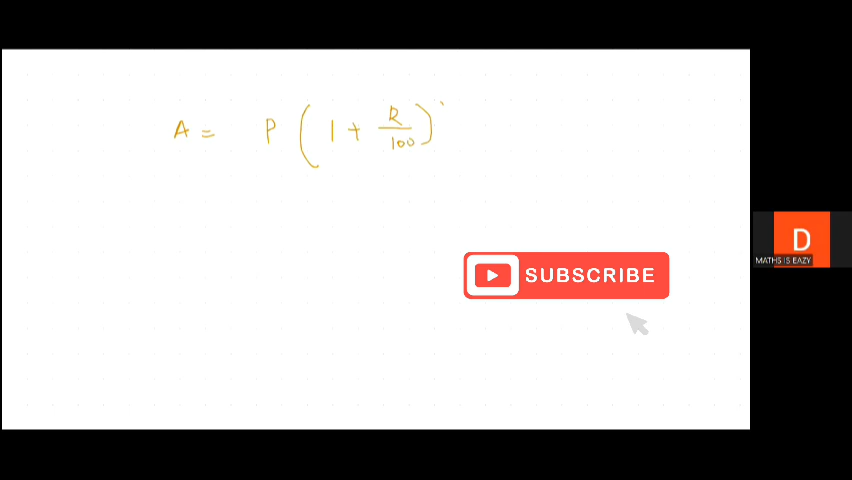 A = P ( 1 + R/100 )
SUBSCRIBE
D
MATHS IS EAZY